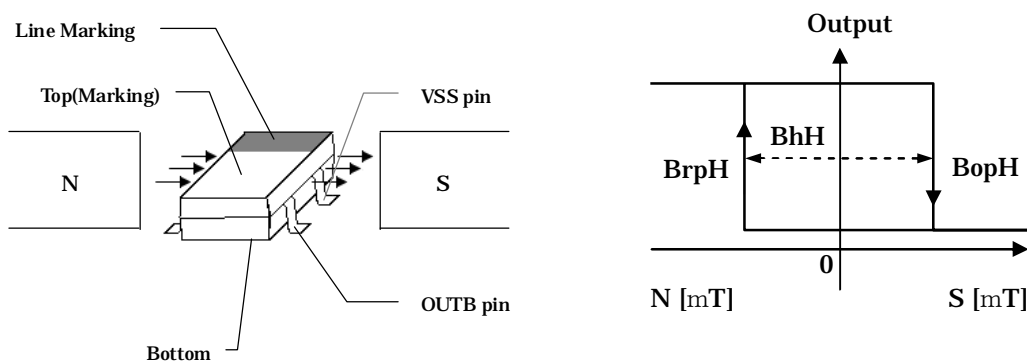 Line Marking
Top(Marking)
VSS pin
N
S
OUTB pin
Bottom
Output
BhH
BrpH
BopH
0
N [mT]
S [mT]